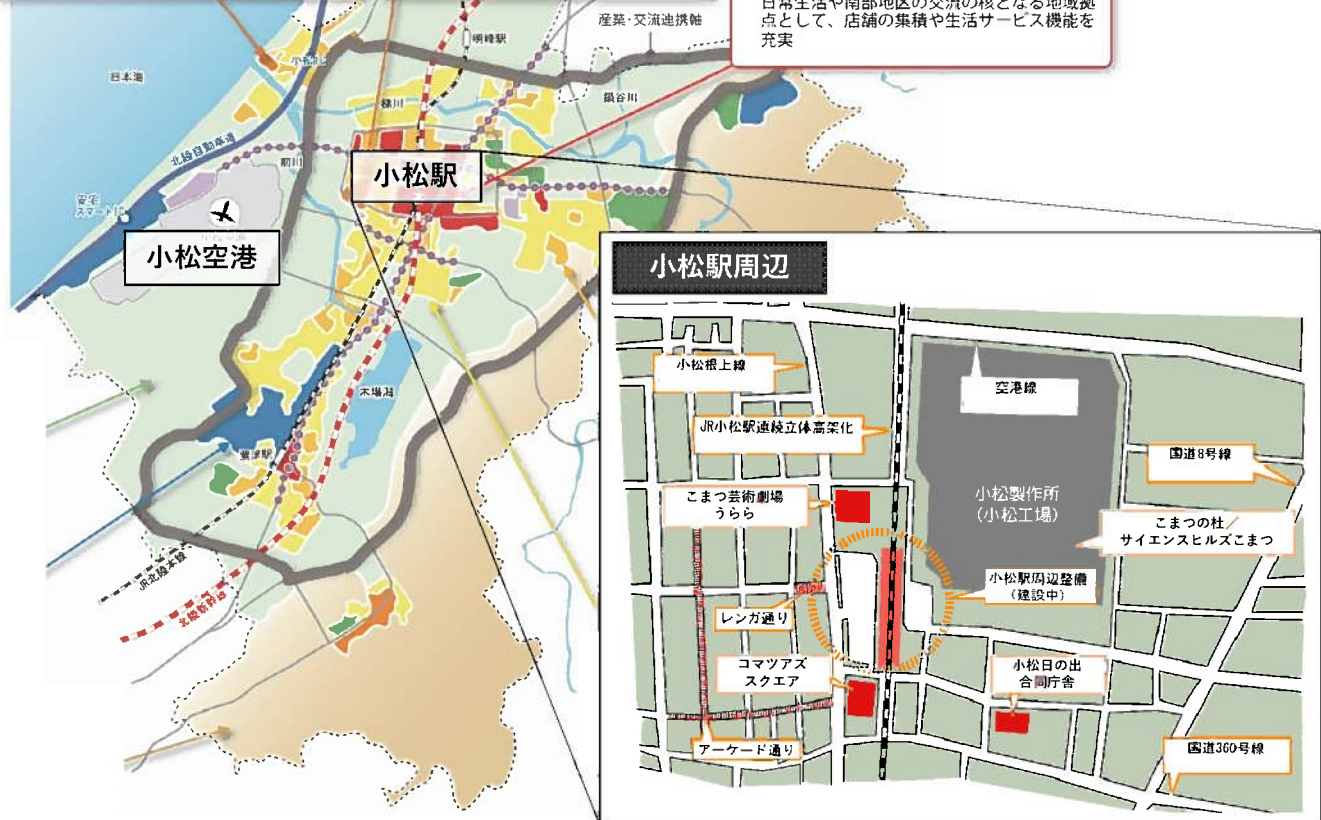 日常生活や南部地区の交流の核となる地域拠
点として、店舗の集積や生活サービス機能を
充実
産業・交流連携軸
明峰駅
日本海
小松IC
梯川
鍋谷川
北陸自動車道
前川
小松駅
安宅
スマートIC
小松空港
木場潟
粟津駅
JR北陸本線
北陸新幹線
小松駅周辺
小松根上線
空港線
JR小松駅連続立体高架化
国道8号線
小松製作所
(小松工場)
こまつ芸術劇場
うらら
こまつの杜/
サイエンスヒルズこまつ
小松駅周辺整備
(建設中)
レンガ通り
コマツアズ
スクエア
小松日の出
合同庁舎
アーケード通り
国道360号線